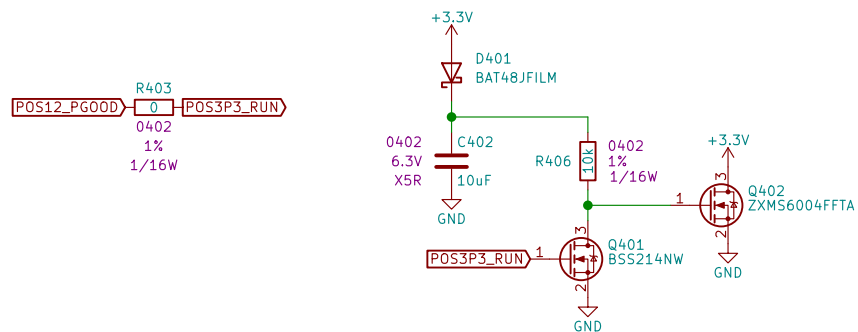 +3.3V
D401
BAT48JFILM
R403
POS12_PGOOD
0
POS3P3_RUN
0402
1%
1/16W
0402
6.3V
X5R
C402
10uF
GND
R406
10k
0402
1%
1/16W
+3.3V
3
1
Q402
ZXMS6004FFTA
2
GND
POS3P3_RUN
3
1
Q401
BSS214NW
2
GND